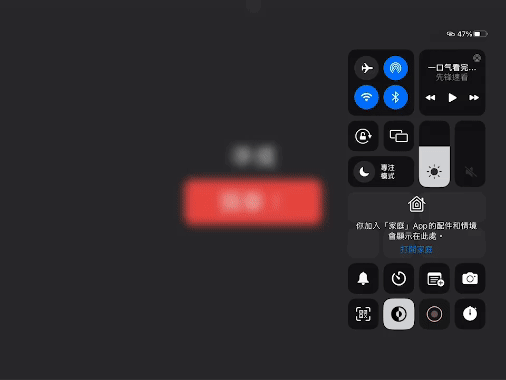 47%
一口气看完...
先锋速看
專注
模式
你加入「家庭」App的配件和情境
會顯示在此處。
打開家庭